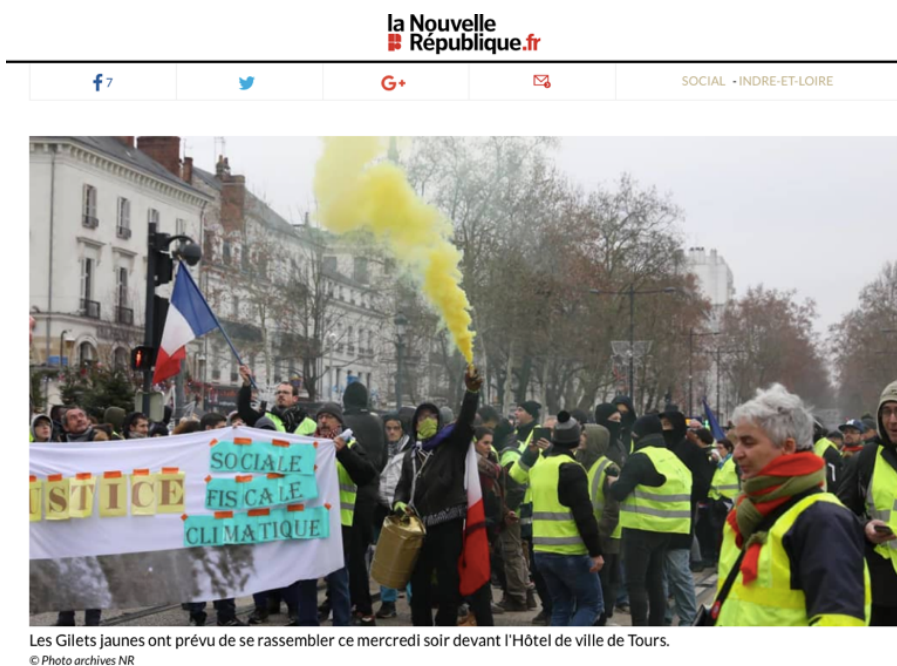 la Nouvelle
République.fr
7
G+
SOCIAL - INDRE-ET-LOIRE
USTICE
SOCIALE
FISCALE
CLIMATIQUE
Les Gilets jaunes ont prévu de se rassembler ce mercredi soir devant l'Hôtel de ville de Tours.
© Photo archives NR